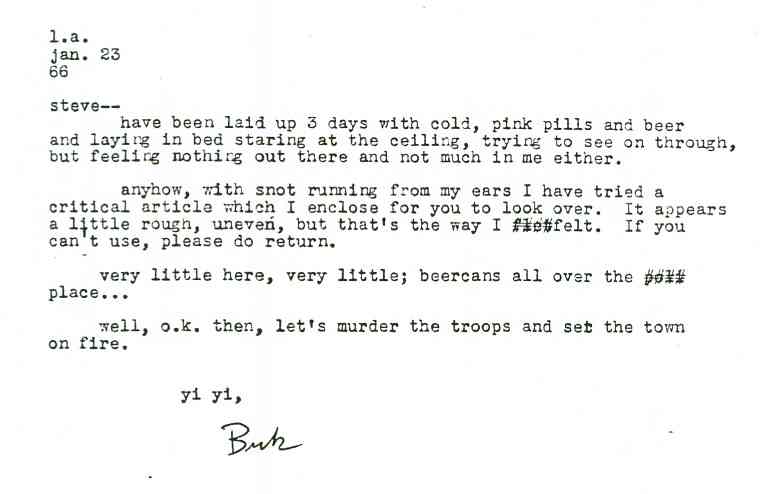 l.a.
jan. 23
66
steve--
have been laid up 3 days with cold, pink pills and beer
and laying in bed staring at the ceiling, trying to see on through,
but feeling nothing out there and not much in me either.
anyhow, with snot running from my ears I have tried a
critical article which I enclose for you to look over. It appears
a little rough, uneven, but that's the way I felt. If you
can't use, please do return.
very little here, very little; beercans all over the
place...
well, o.k. then, let's murder the troops and set the town
on fire.
yi yi,
Buk